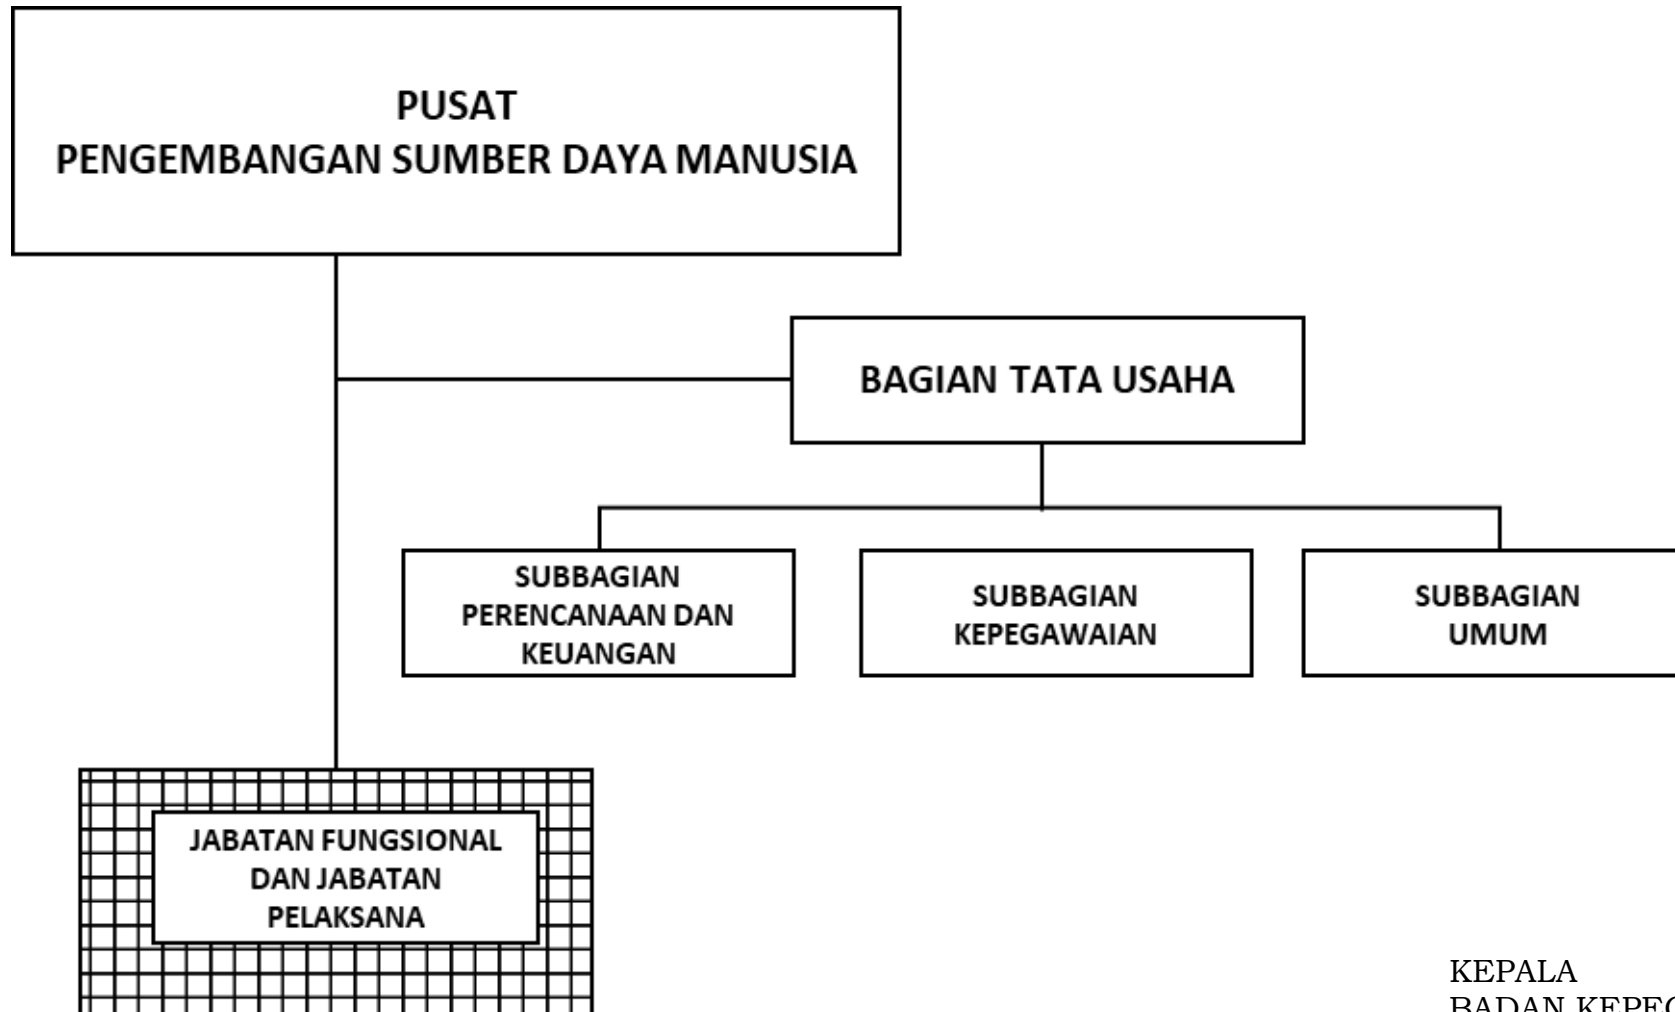 PUSAT
PENGEMBANGAN SUMBER DAYA MANUSIA
BAGIAN TATA USAHA
SUBBAGIAN
PERENCANAAN DAN
KEUANGAN
SUBBAGIAN
KEPEGAWAIAN
SUBBAGIAN
UMUM
JABATAN FUNGSIONAL
DAN JABATAN
PELAKSANA
KEPALA
BADAN